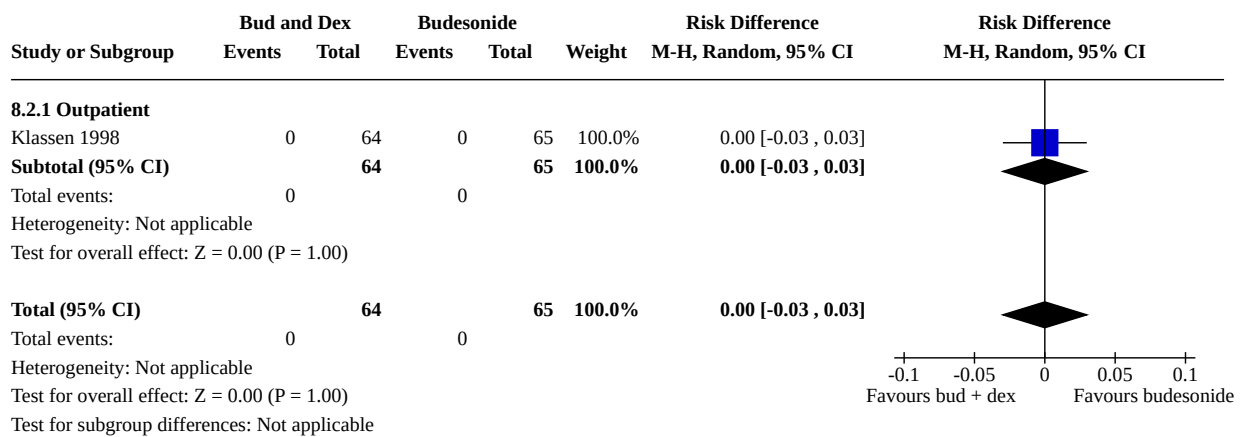 Bud and Dex Budesonide Risk Difference Risk Difference
Study or Subgroup Events Total Events Total Weight M-H, Random, 95% CI M-H, Random, 95% CI
8.2.1 Outpatient
Klassen 1998 0 64 0 65 100.0% 0.00 [-0.03 , 0.03]
Subtotal (95% CI) 64 65 100.0% 0.00 [-0.03 , 0.03]
Total events: 0 0
Heterogeneity: Not applicable
Test for overall effect: Z = 0.00 (P = 1.00)
Total (95% CI) 64 65 100.0% 0.00 [-0.03 , 0.03]
Total events: 0 0
Heterogeneity: Not applicable
-0.1 -0.05 0 0.05 0.1
Test for overall effect: Z = 0.00 (P = 1.00) Favours bud + dex Favours budesonide
Test for subgroup differences: Not applicable